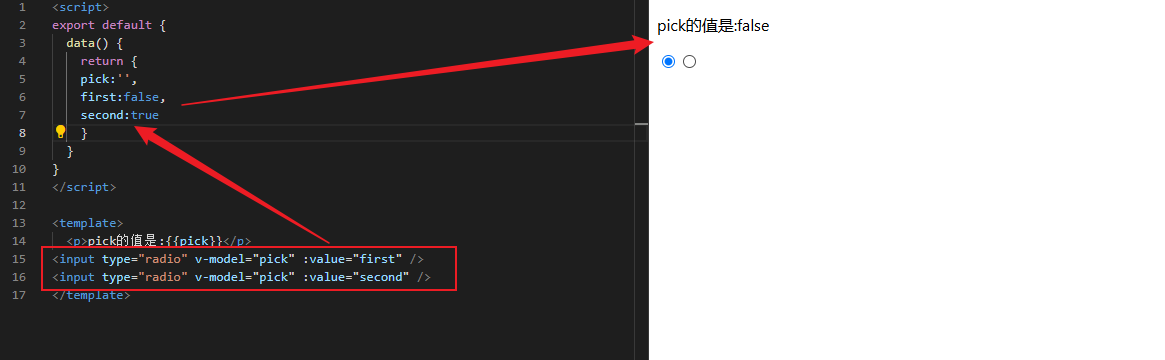 1 <script>
2 export default {
3 data() {
4 return {
5 pick:'',
6 first:false,
7 second:true
8 }
9 }
10 }
11 </script>
12
13 <template>
14 <p>pick的值是:{{pick}}</p>
15 <input type="radio" v-model="pick" :value="first" />
16 <input type="radio" v-model="pick" :value="second" />
17 </template>
pick的值是:false